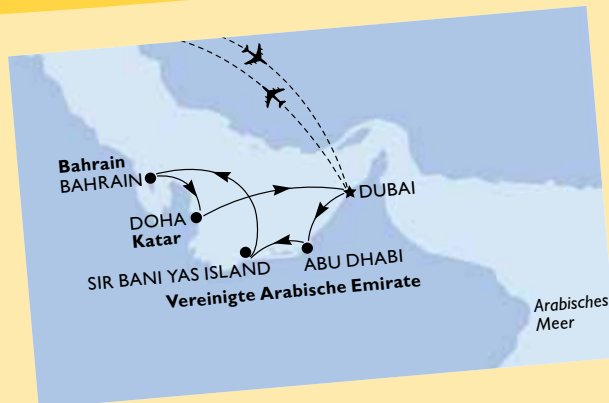 Bahrain
BAHRAIN
DUBAI
DOHA
Katar
SIR BANI YAS ISLAND
ABU DHABI
Vereinigte Arabische Emirate
Arabisches
Meer